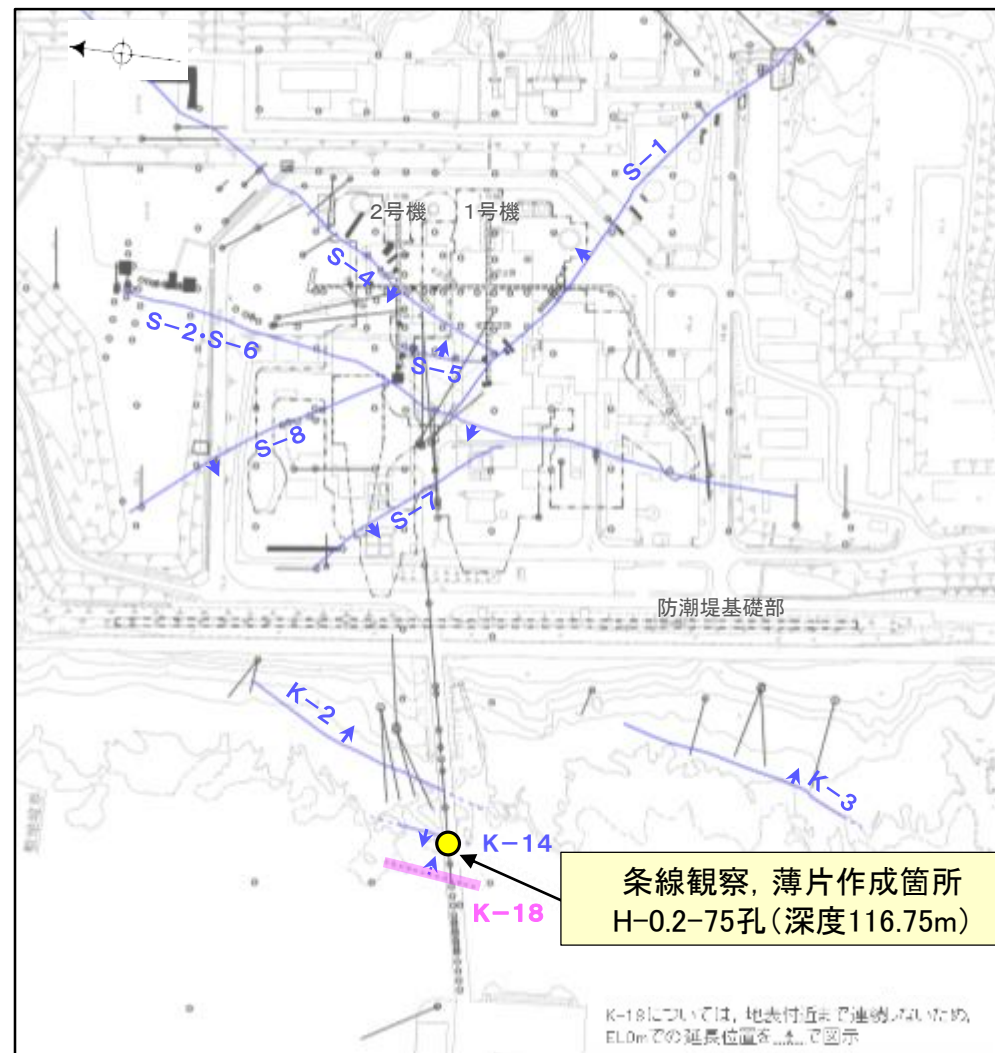 S-1
2号機
1号機
S-4
S-2・S-6
S-5
S-8
S-7
防潮堤基礎部
K-2
K-3
K-14
条線観察，薄片作成箇所
H-0.2-75孔（深度116.75m）
K-18
K-18については，地表付近まで連続しないため，
EL0mでの延長位置を で図示